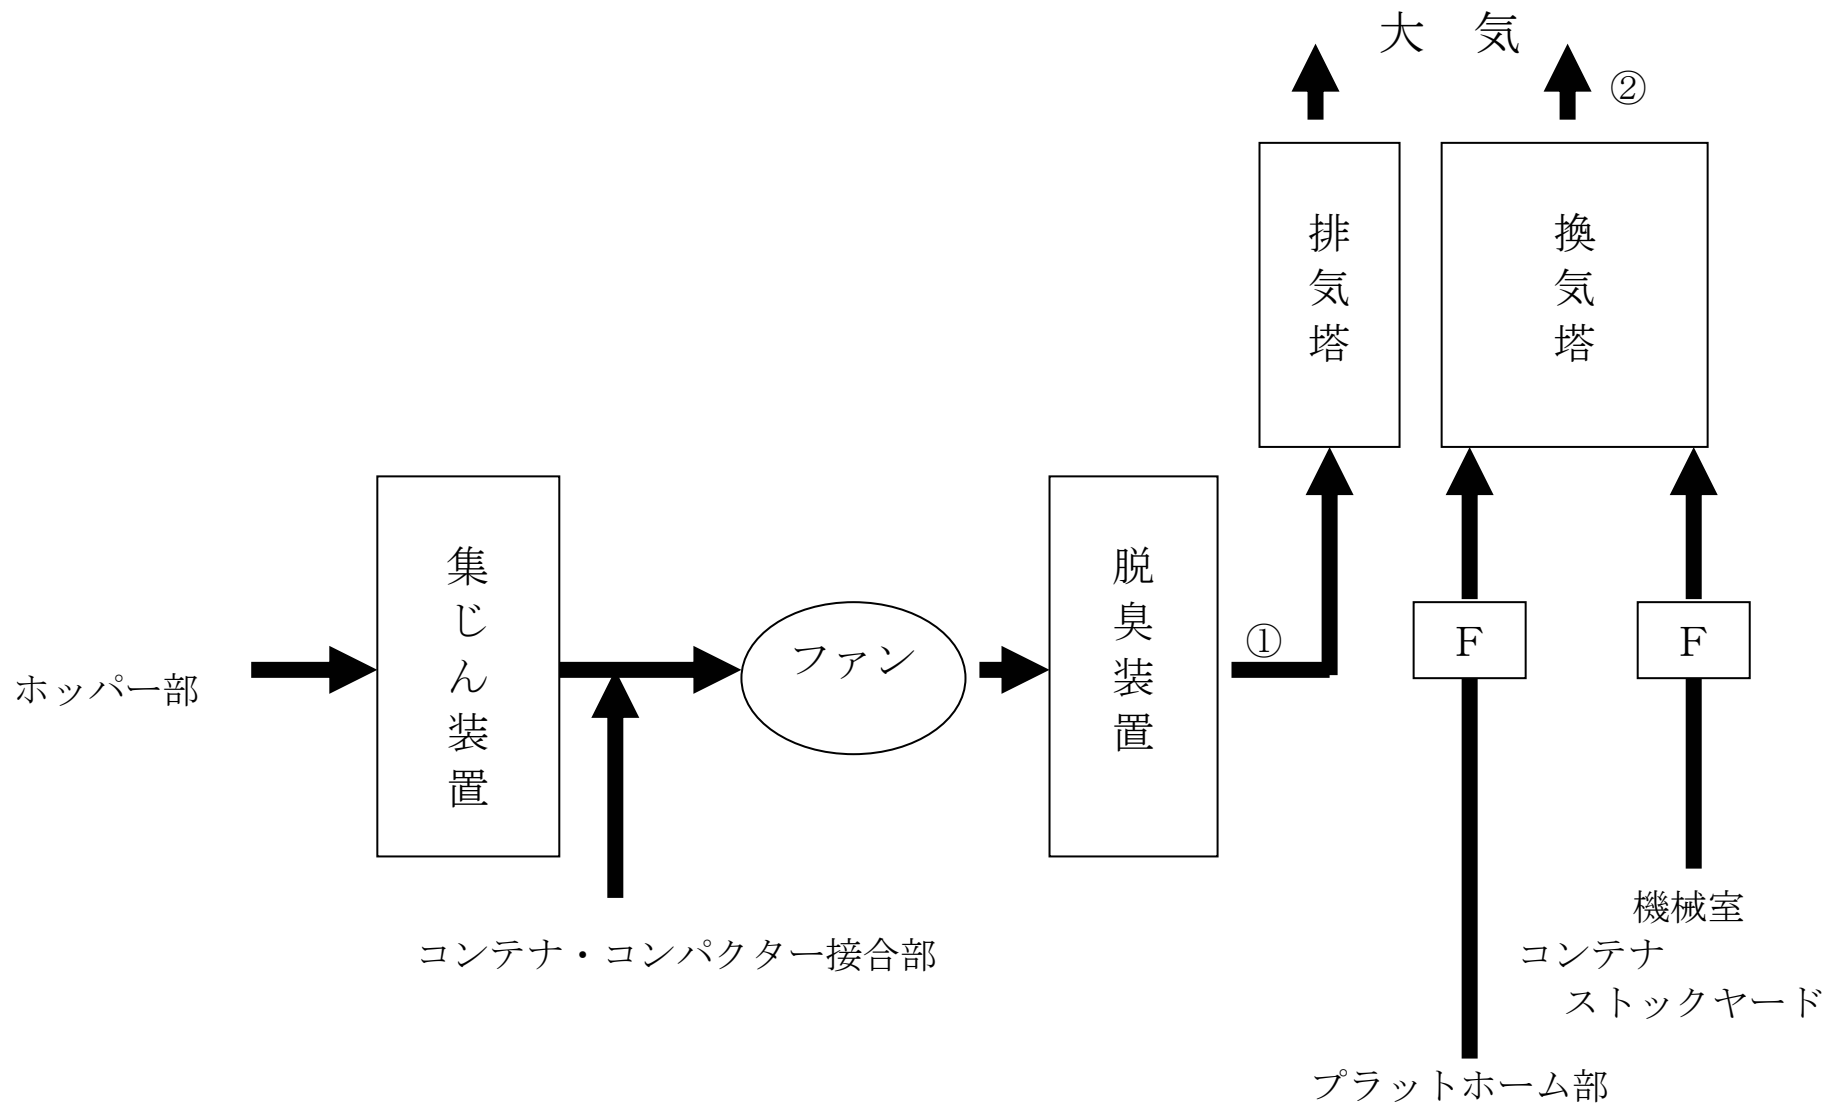 大　気
②
排気塔
換気塔
集じん装置
脱臭装置
ファン
①
Ｆ
Ｆ
ホッパー部
コンテナ・コンパクター接合部
機械室
コンテナ
ストックヤード
プラットホーム部